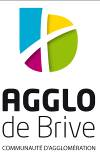 AGGLO
de Brive
COMMUNAUTÉ D'AGGLOMÉRATION